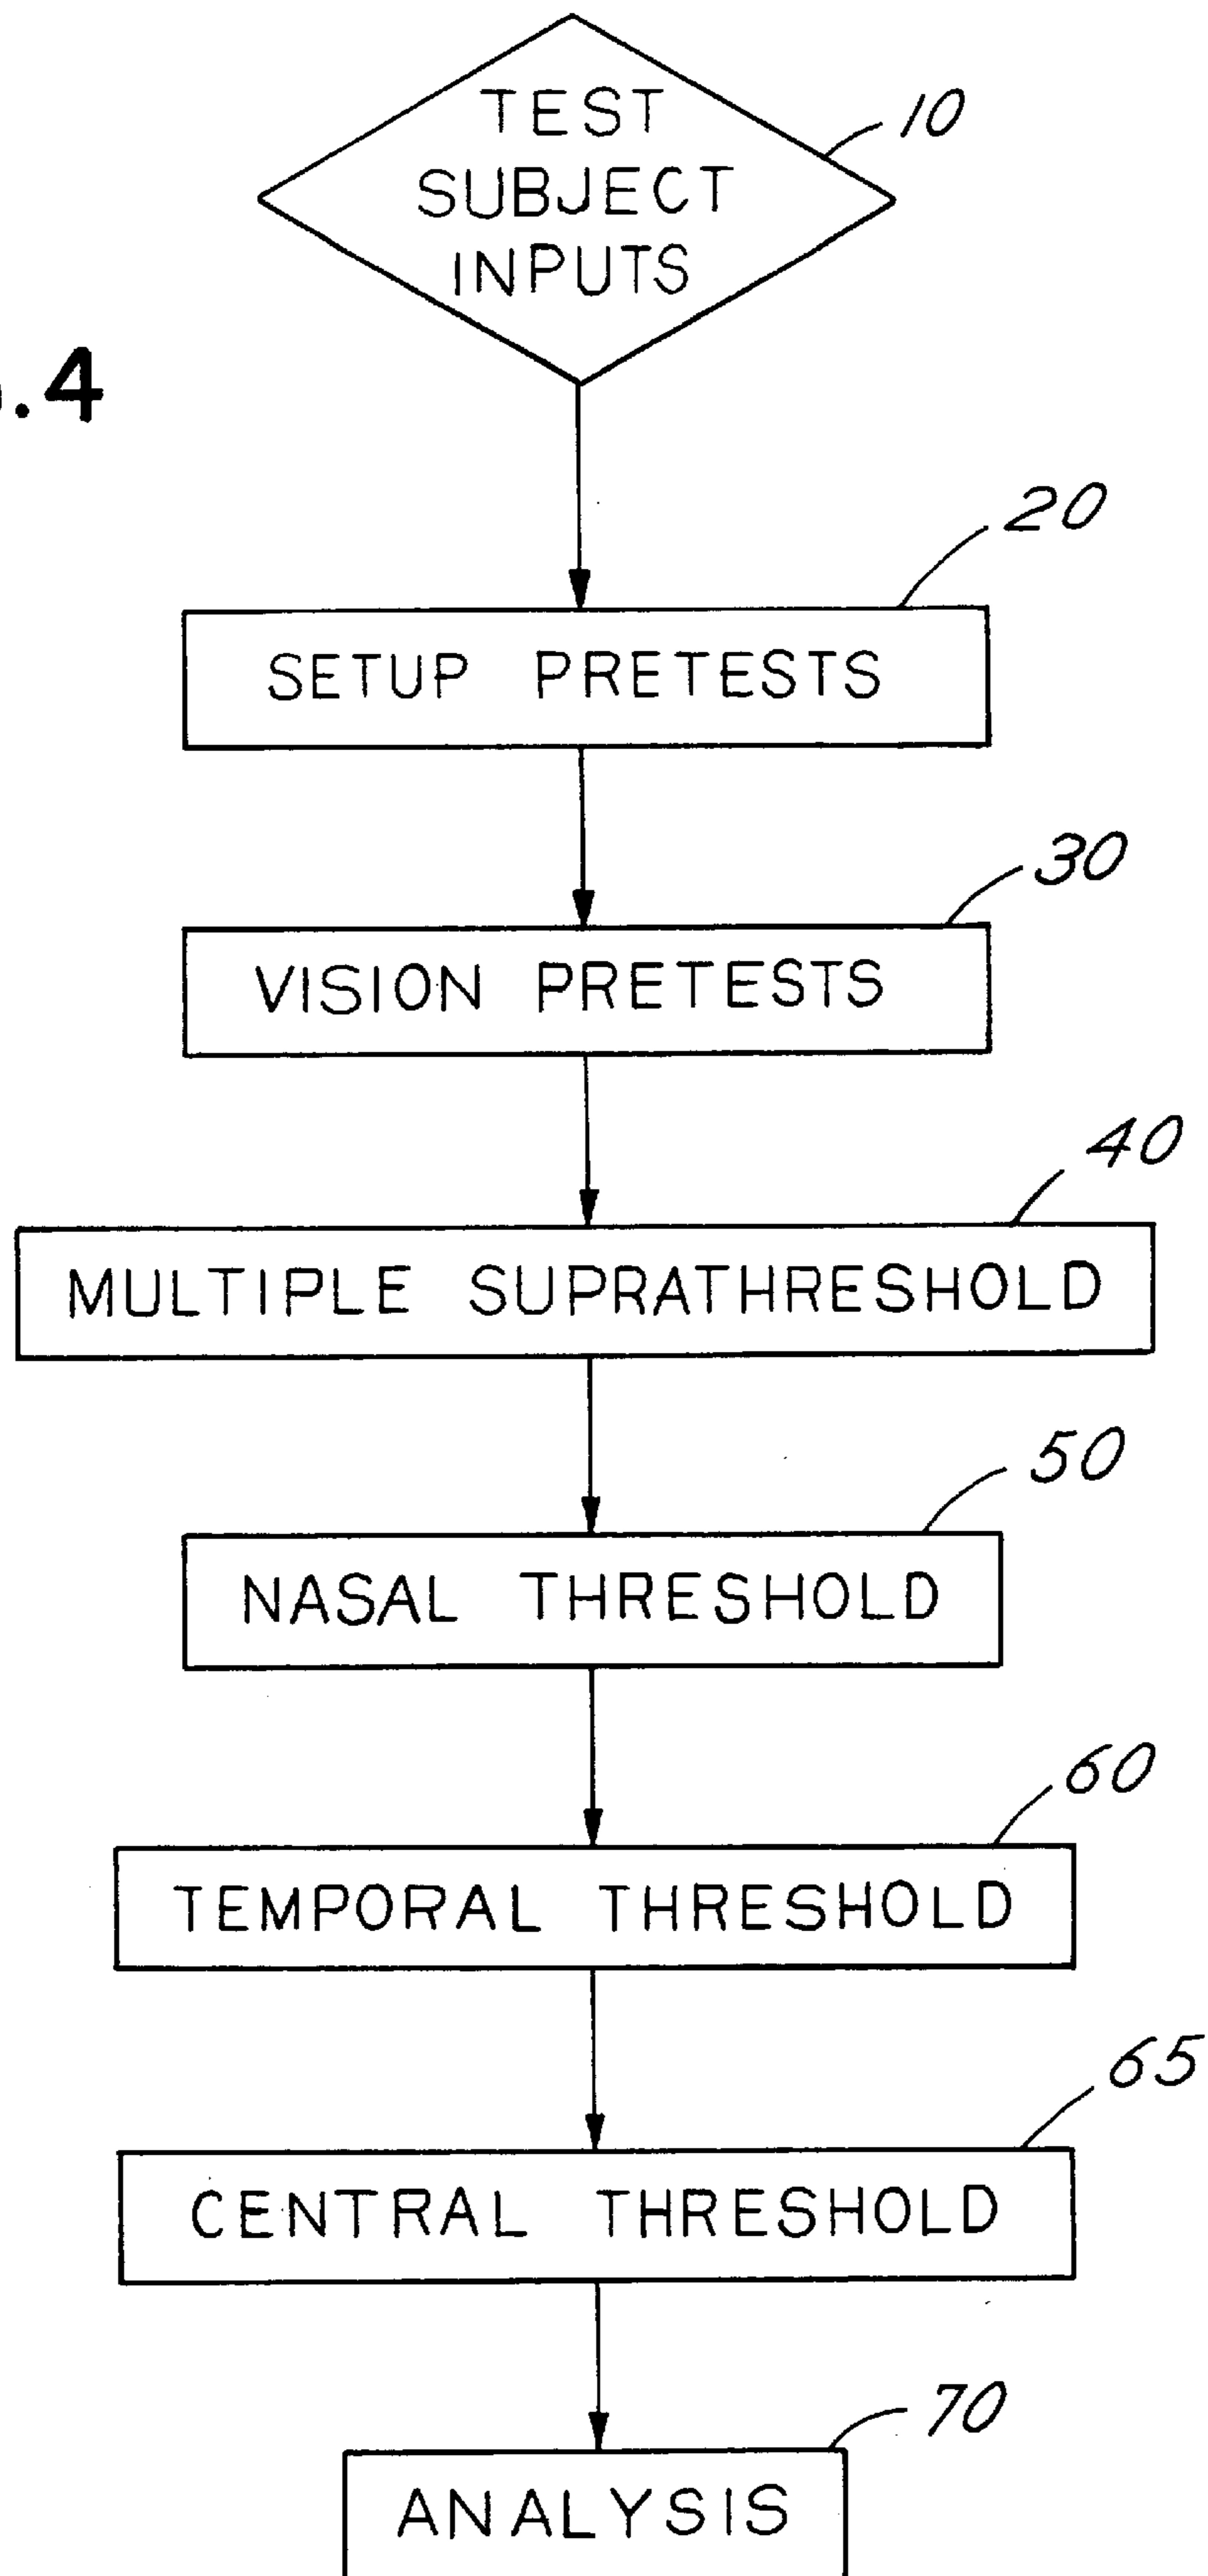 TEST
SUBJECT
INPUTS
10
.4
20
SETUP PRETESTS
30
VISION PRETESTS
40
MULTIPLE SUPRATHRESHOLD
50
NASAL THRESHOLD
60
TEMPORAL THRESHOLD
65
CENTRAL THRESHOLD
70
ANALYSIS